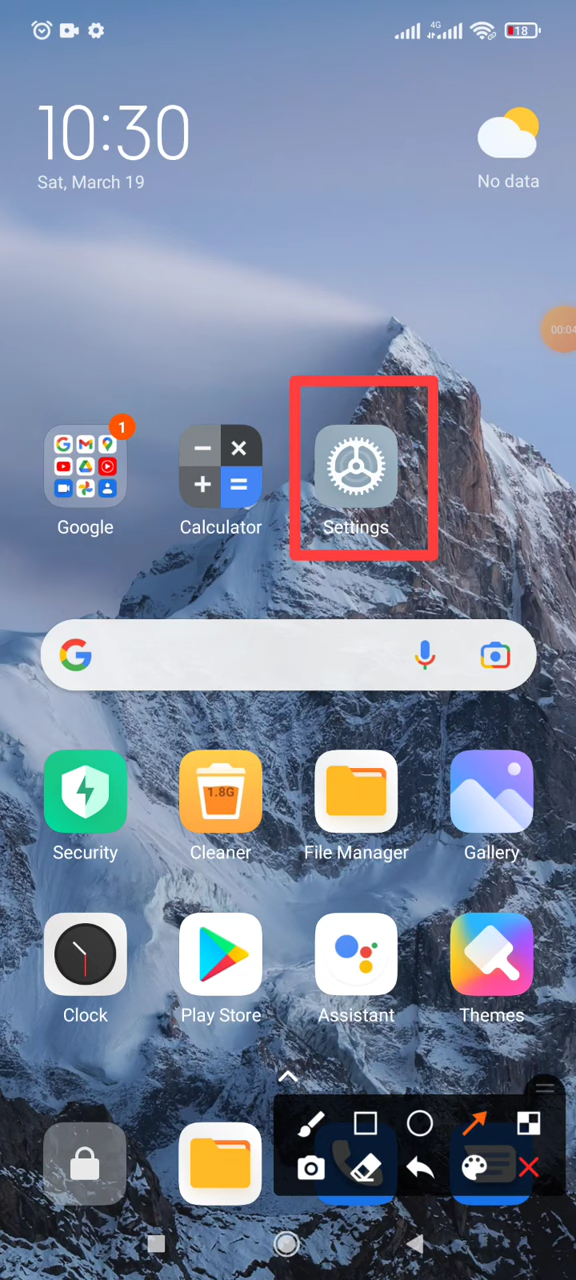 4G
18
10:30
Sat, March 19
No data
00:04
1
Google
Calculator
Settings
1.8G
Security
Cleaner
File Manager
Gallery
Clock
Play Store
Assistant
Themes